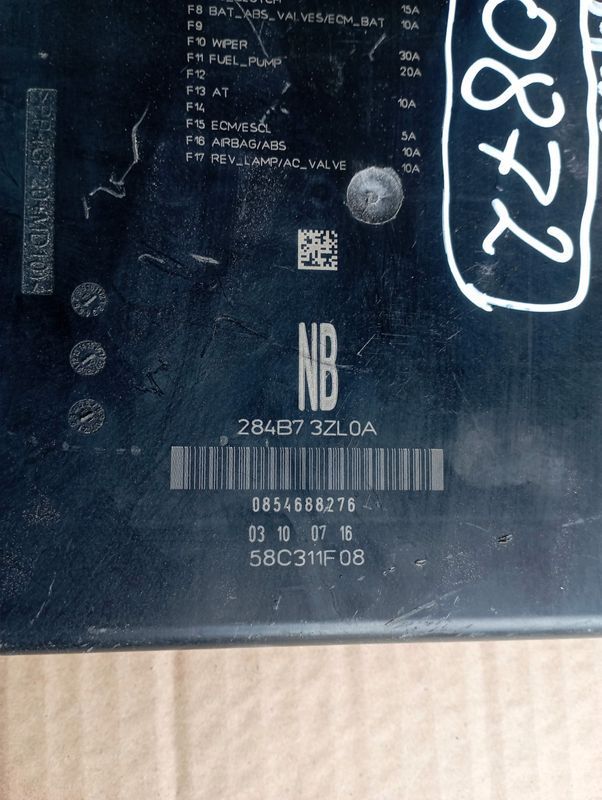 15A
F8 BAT_ABS_VALVES/ECM_BAT 10A
F9
F10 WIPER 30A
F11 FUEL_PUMP 20A
F12
F13 AT 10A
F14
F15 ECM/ESCL 5A
F16 AIRBAG/ABS 10A
F17 REV_LAMP/AC_VALVE 10A
0872
NB
284B7 3ZL0A
0854688276
03 10 07 16
58C311F08